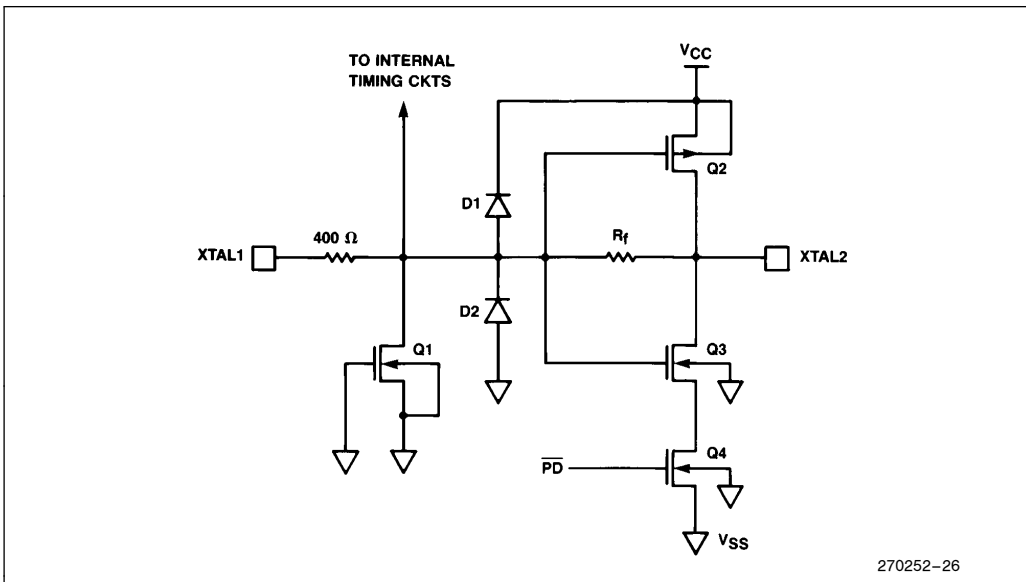 TO INTERNAL
TIMING CKTS
VCC
Q2
D1
400 Ω
Rf
XTAL1
XTAL2
D2
Q1
Q3
Q4
PD
VSS
270252–26